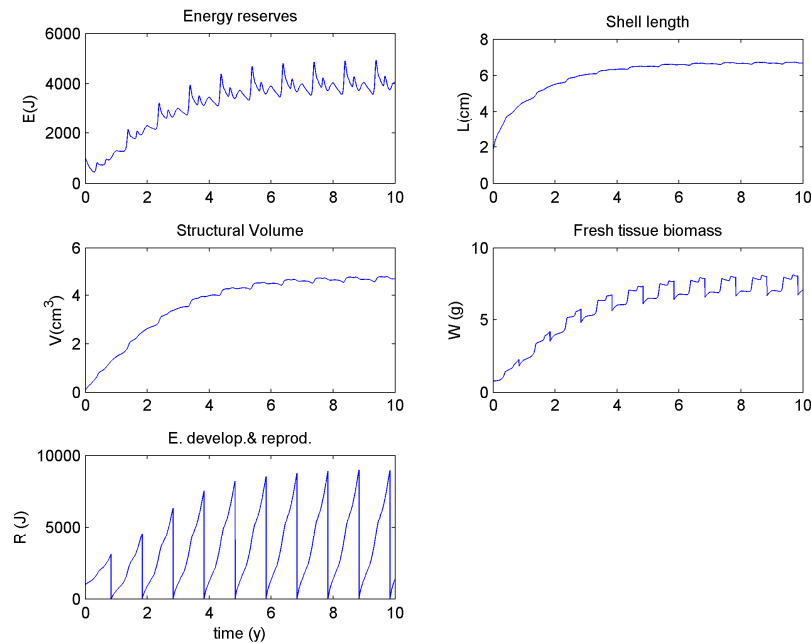 Energy reserves
6000
4000
2000
0
E(J)
0 2 4 6 8 10
Shell length
8
6
4
2
0
L(cm)
0 2 4 6 8 10
Structural Volume
6
4
2
0
V(cm³)
0 2 4 6 8 10
Fresh tissue biomass
10
5
0
W (g)
0 2 4 6 8 10
E. develop.& reprod.
10000
5000
0
R (J)
0 2 4 6 8 10
time (y)